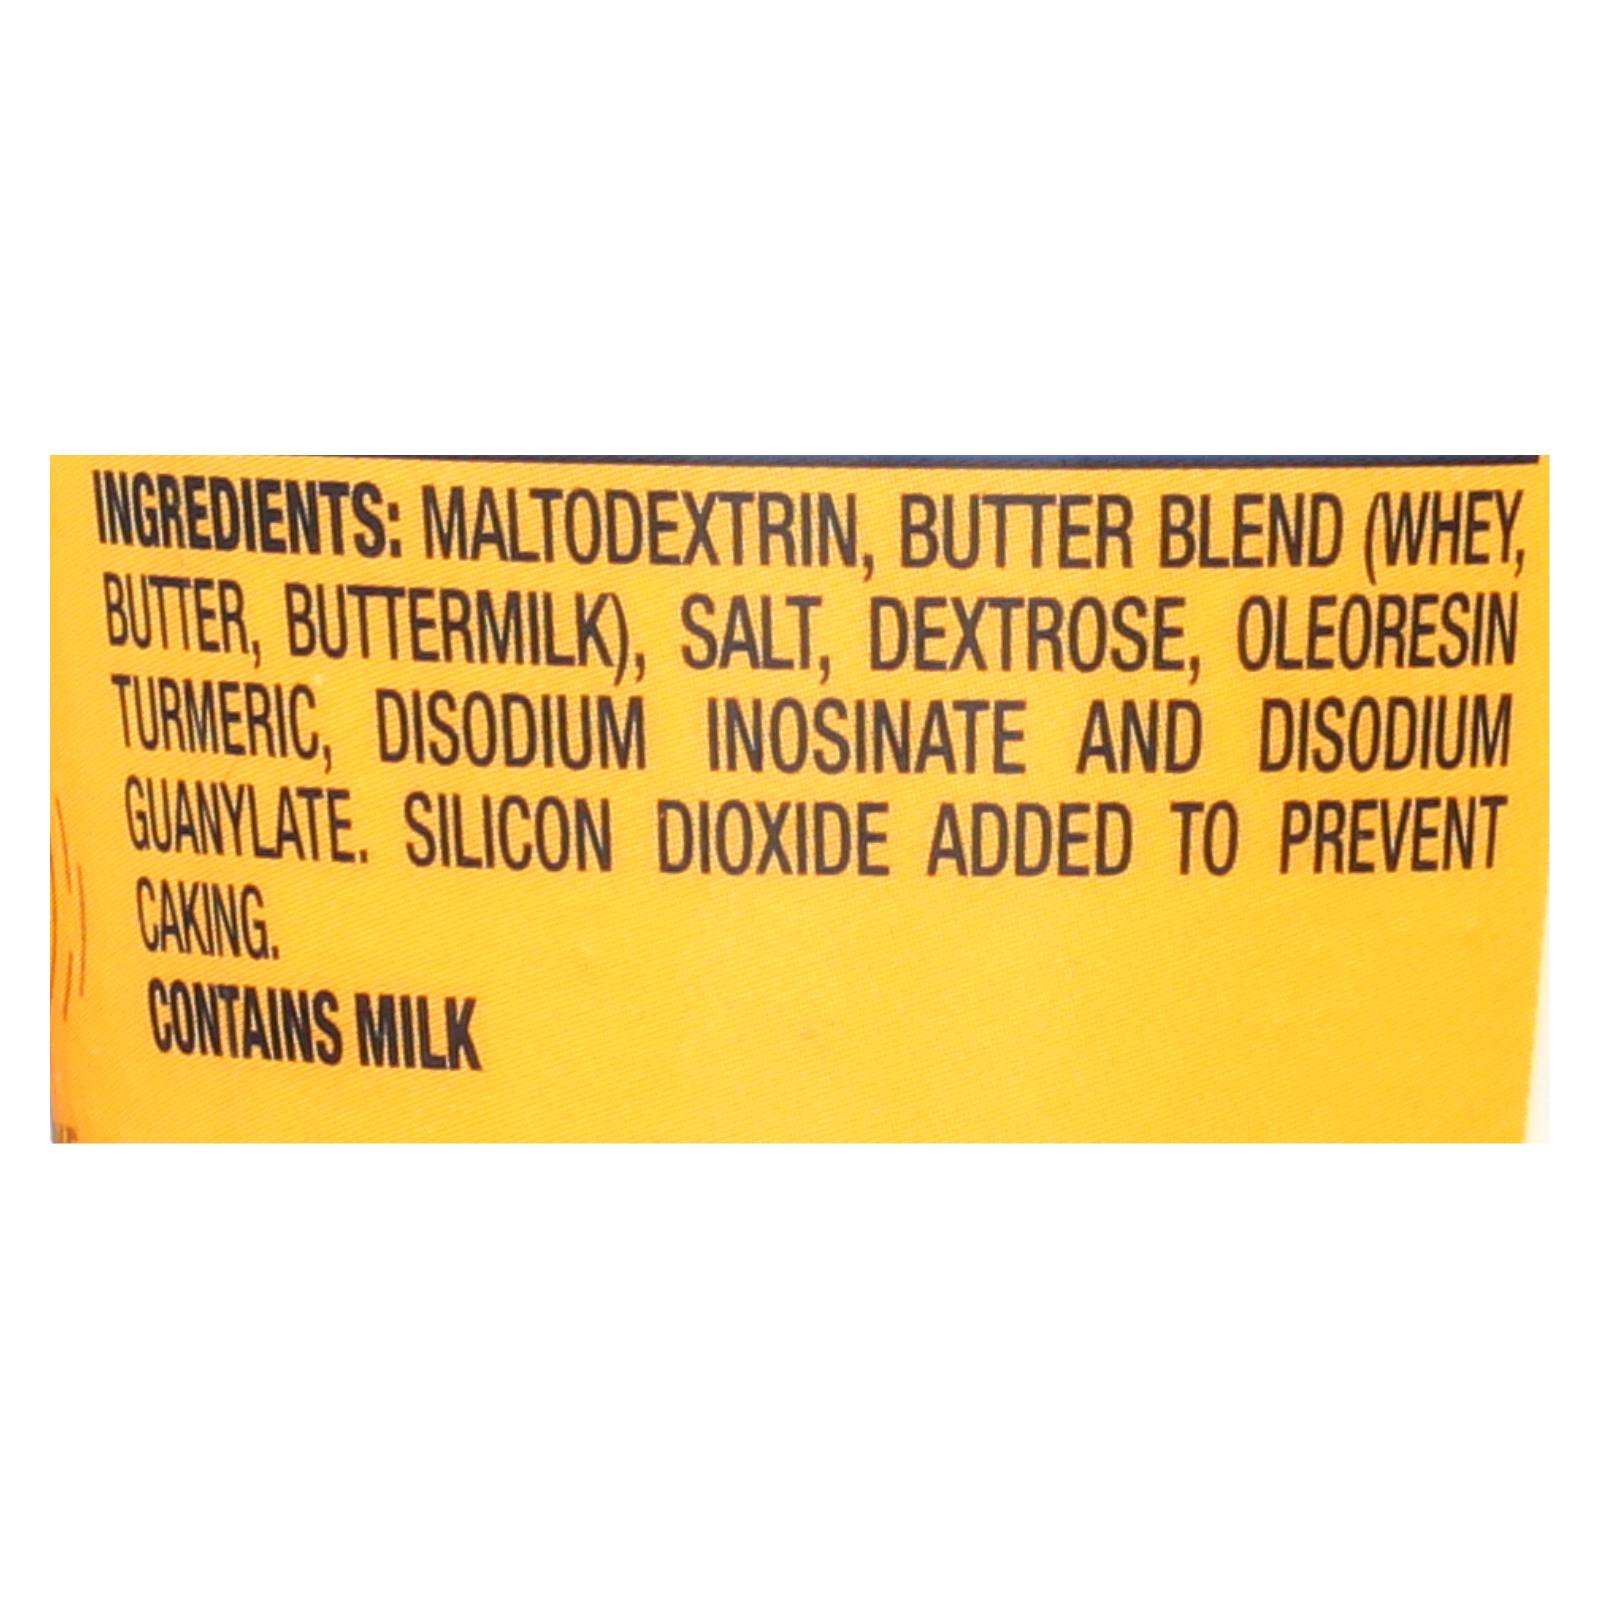 INGREDIENTS: MALTODEXTRIN, BUTTER BLEND (WHEY,
BUTTER, BUTTERMILK), SALT, DEXTROSE, OLEORESIN
TURMERIC, DISODIUM INOSINATE AND DISODIUM
GUANYLATE. SILICON DIOXIDE ADDED TO PREVENT
CAKING.
CONTAINS MILK